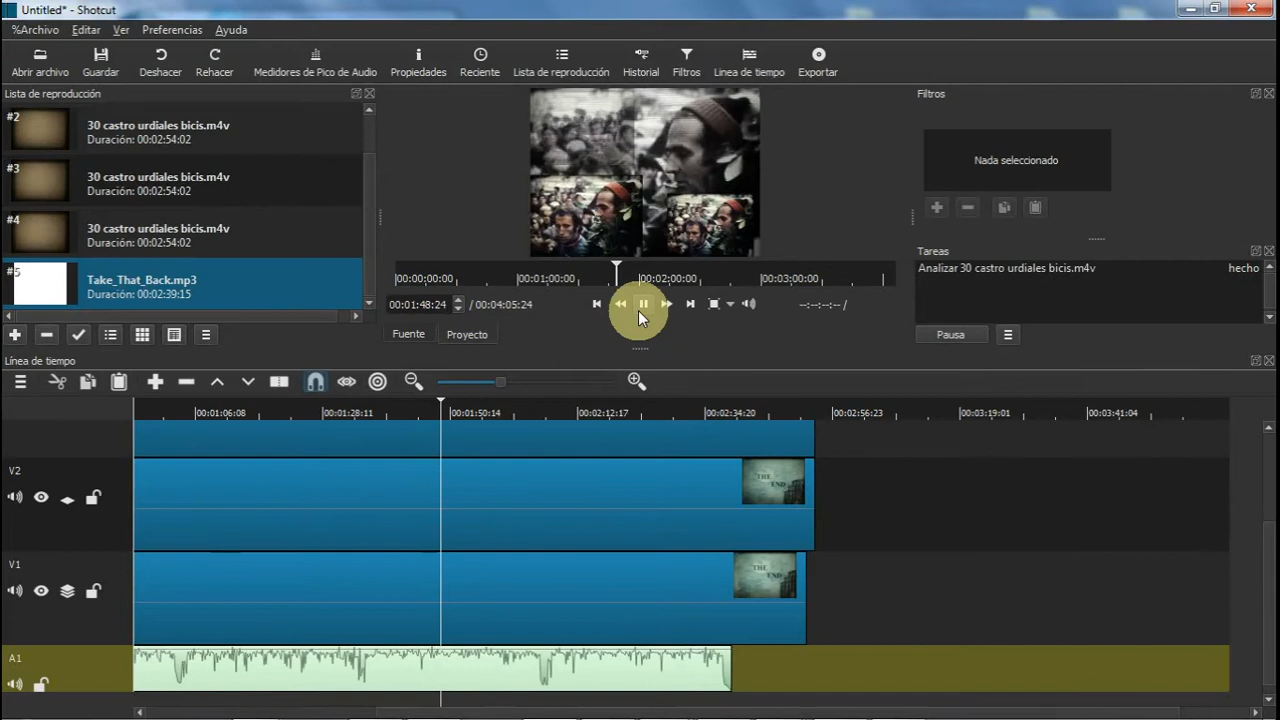 Untitled* - Shotcut
%Archivo Editar Ver Preferencias Ayuda
Abrir archivo Guardar Deshacer Rehacer Medidores de Pico de Audio Propiedades Reciente Lista de reproducción Historial Filtros Línea de tiempo Exportar
Lista de reproducción
#2
30 castro urdiales bicis.m4v
Duración: 00:02:54:02
#3
30 castro urdiales bicis.m4v
Duración: 00:02:54:02
#4
30 castro urdiales bicis.m4v
Duración: 00:02:54:02
#5
Take_That_Back.mp3
Duración: 00:02:39:15
00:00:00:00 00:01:00:00 00:02:00:00 00:03:00:00
00:01:48:24 / 00:04:05:24 --:--:--:-- /
Fuente Proyecto
Filtros
Nada seleccionado
Tareas
Analizar 30 castro urdiales bicis.m4v hecho
Pausa
Línea de tiempo
00:01:06:08 00:01:28:11 00:01:50:14 00:02:12:17 00:02:34:20 00:02:56:23 00:03:19:01 00:03:41:04
V2
THE
END
V1
THE
END
A1